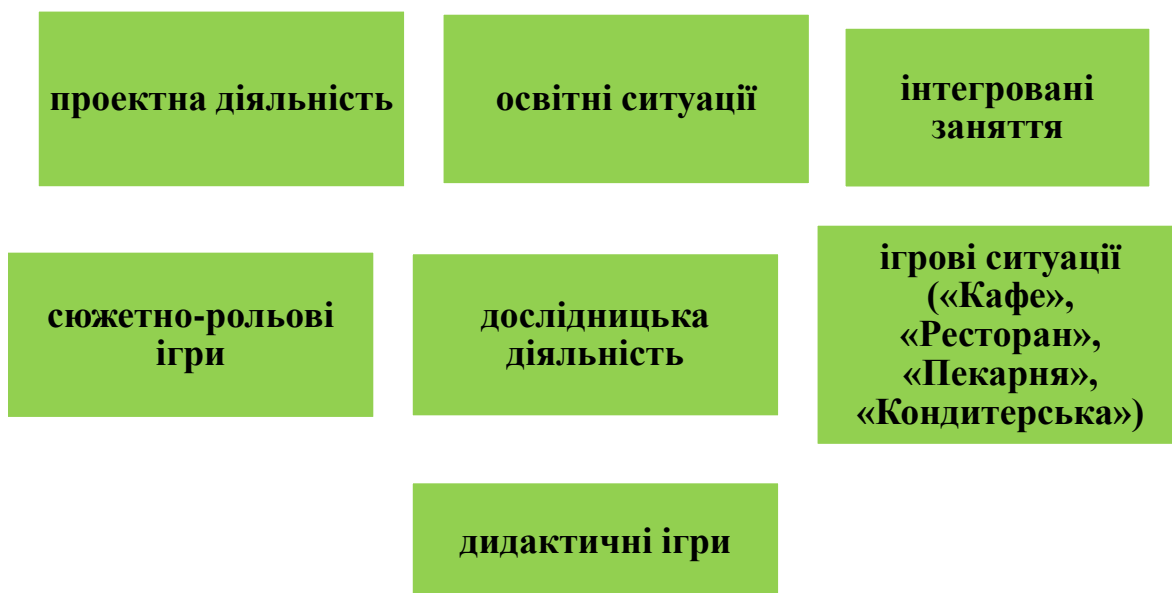 проектна діяльність
освітні ситуації
інтегровані
заняття
сюжетно-рольові
ігри
дослідницька
діяльність
ігрові ситуації
(«Кафе»,
«Ресторан»,
«Пекарня»,
«Кондитерська»)
дидактичні ігри